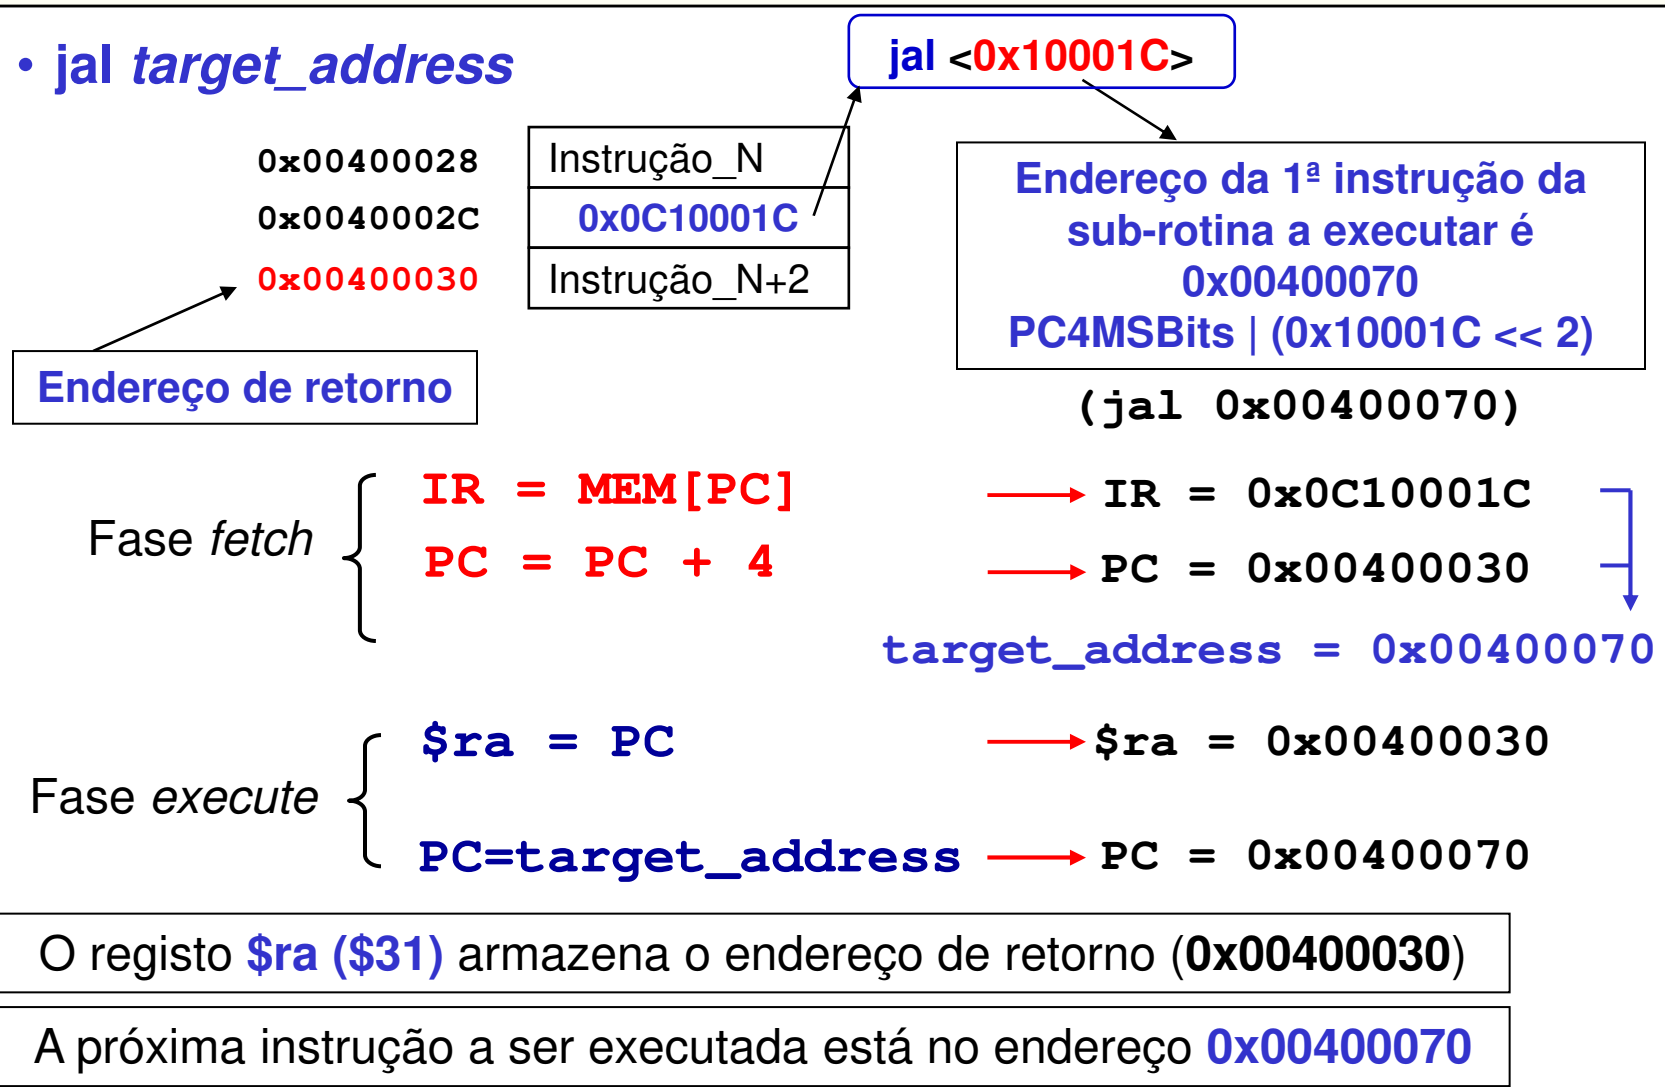 • jal target_address
jal <0x10001C>
0x00400028 Instrução_N
0x0040002C 0x0C10001C
0x00400030 Instrução_N+2
Endereço de retorno
Endereço da 1ª instrução da
sub-rotina a executar é
0x00400070
PC4MSBits | (0x10001C << 2)
(jal 0x00400070)
Fase fetch
IR = MEM[PC] IR = 0x0C10001C
PC = PC + 4 PC = 0x00400030
target_address = 0x00400070
Fase execute
$ra = PC $ra = 0x00400030
PC=target_address PC = 0x00400070
O registo $ra ($31) armazena o endereço de retorno (0x00400030)
A próxima instrução a ser executada está no endereço 0x00400070